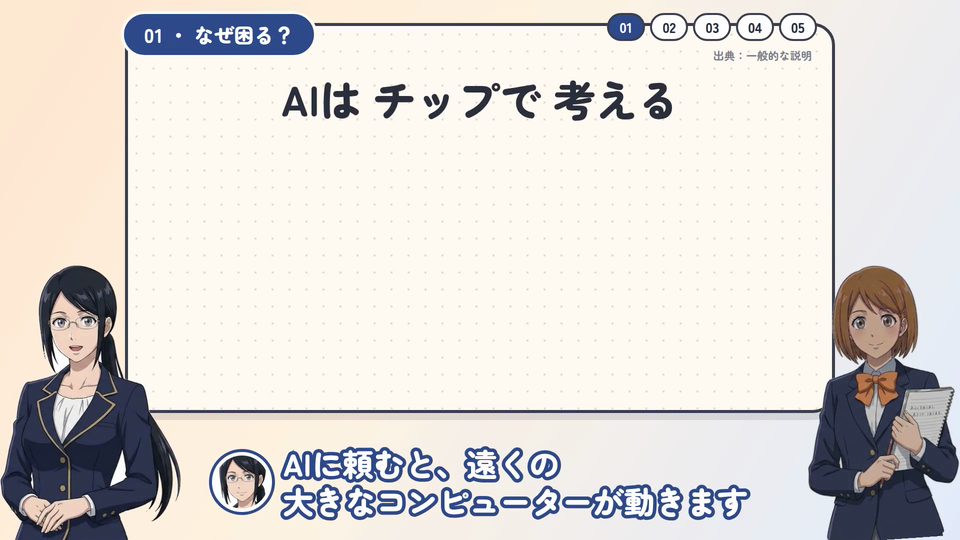 01 ・ なぜ困る？
01 02 03 04 05
出典：一般的な説明
AIは チップで 考える
AIに頼むと、遠くの
大きなコンピューターが動きます